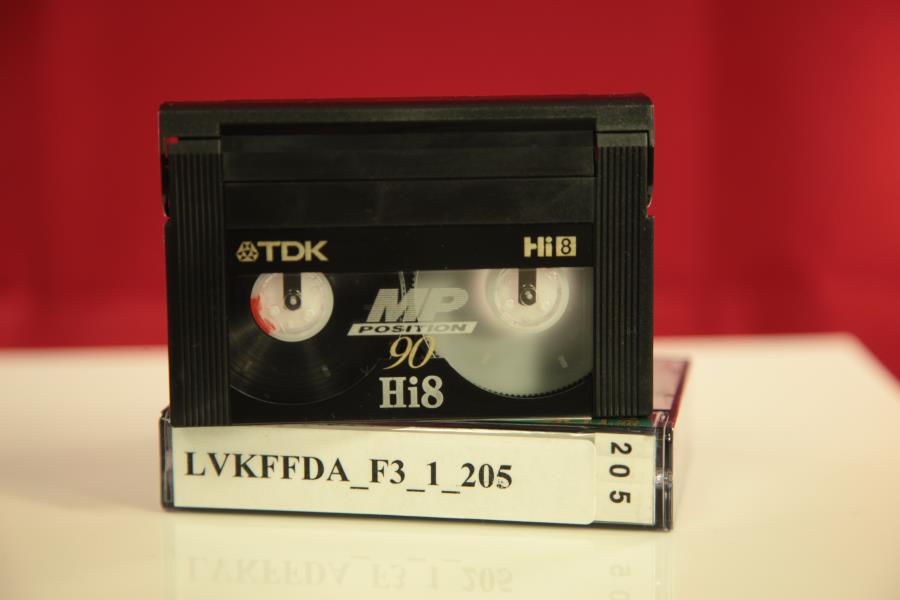 TDK
Hi8
MP
POSITION
90
Hi8
LVKFFDA_F3_1_205
205